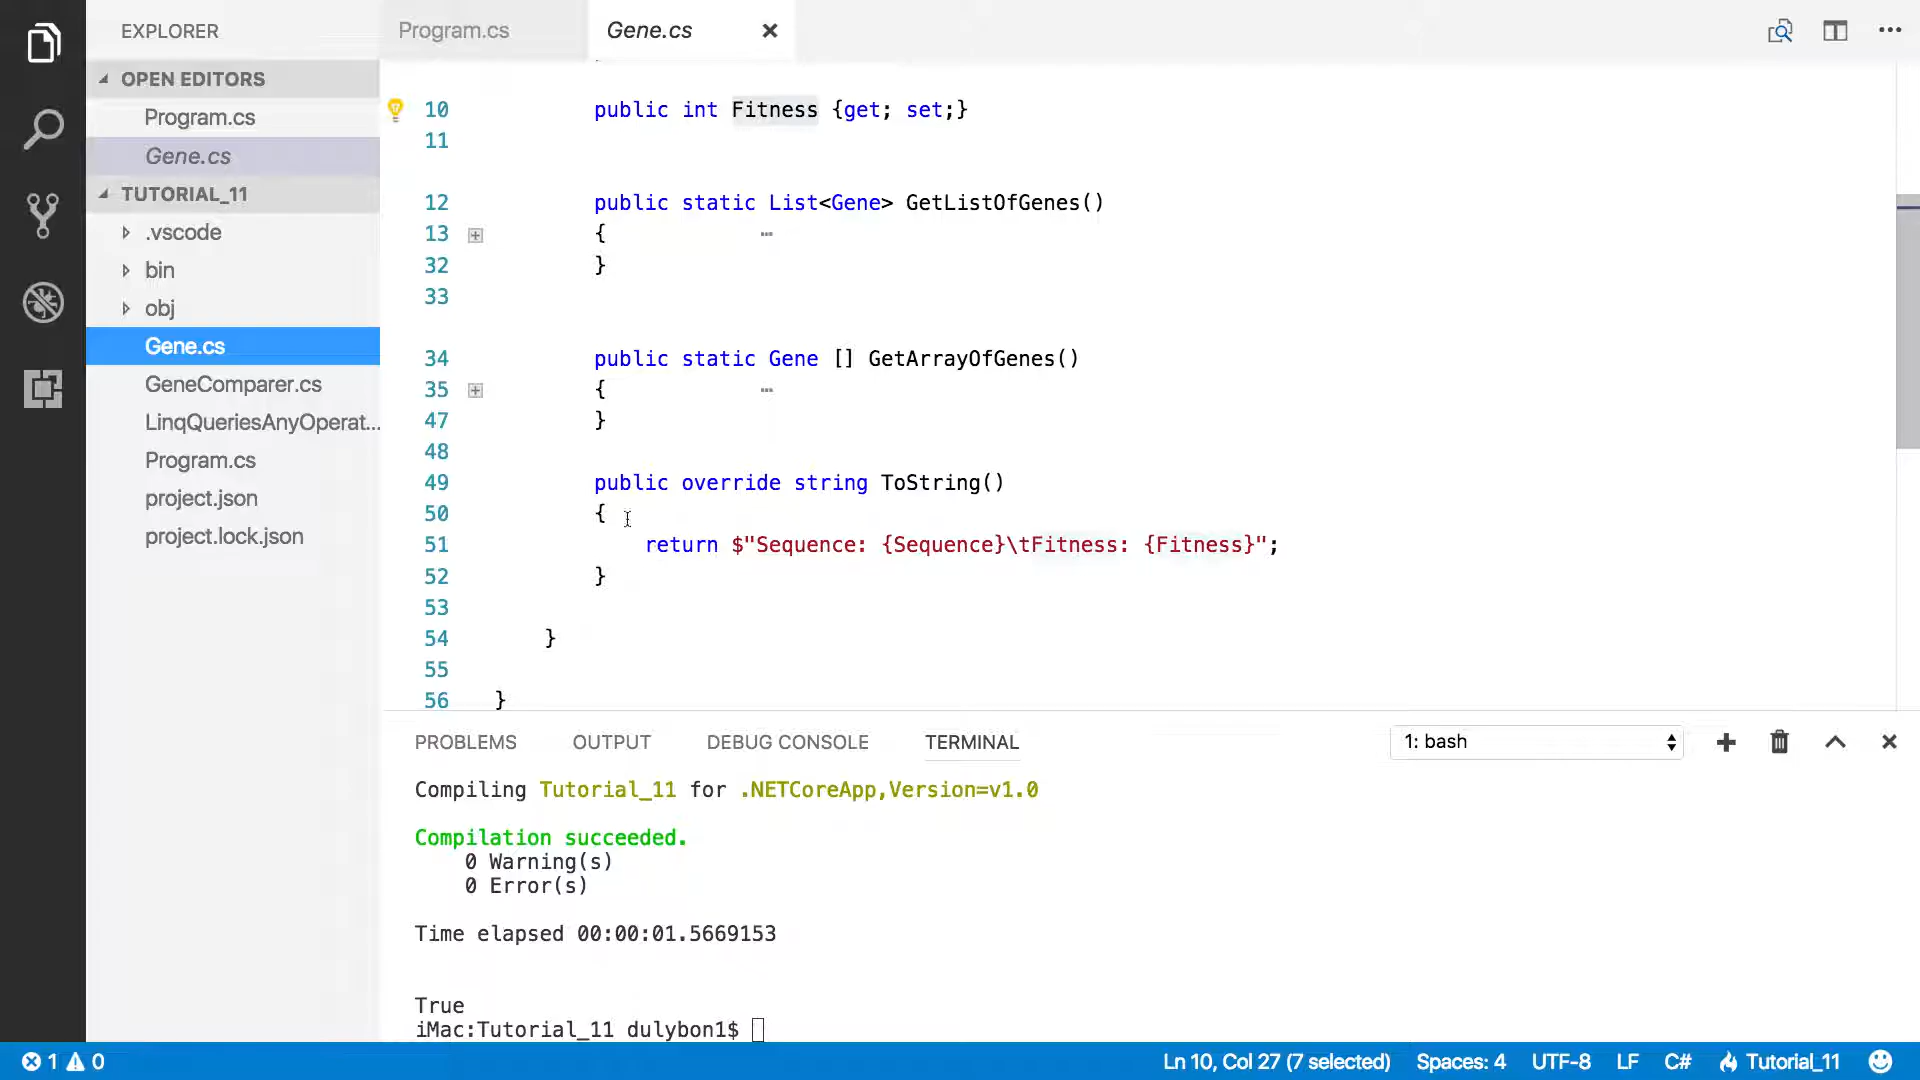 EXPLORER
Program.cs
Gene.cs
OPEN EDITORS
Program.cs
Gene.cs
TUTORIAL_11
.vscode
bin
obj
Gene.cs
GeneComparer.cs
LinqQueriesAnyOperat...
Program.cs
project.json
project.lock.json
10 public int Fitness {get; set;}
11
12 public static List<Gene> GetListOfGenes()
13 { ...
32 }
33
34 public static Gene [] GetArrayOfGenes()
35 { ...
47 }
48
49 public override string ToString()
50 {
51 return $"Sequence: {Sequence}\tFitness: {Fitness}";
52 }
53
54 }
55
56 }
PROBLEMS OUTPUT DEBUG CONSOLE TERMINAL 1: bash
Compiling Tutorial_11 for .NETCoreApp,Version=v1.0
Compilation succeeded.
0 Warning(s)
0 Error(s)
Time elapsed 00:00:01.5669153
True
iMac:Tutorial_11 dulybon1$
1 0 Ln 10, Col 27 (7 selected) Spaces: 4 UTF-8 LF C# Tutorial_11